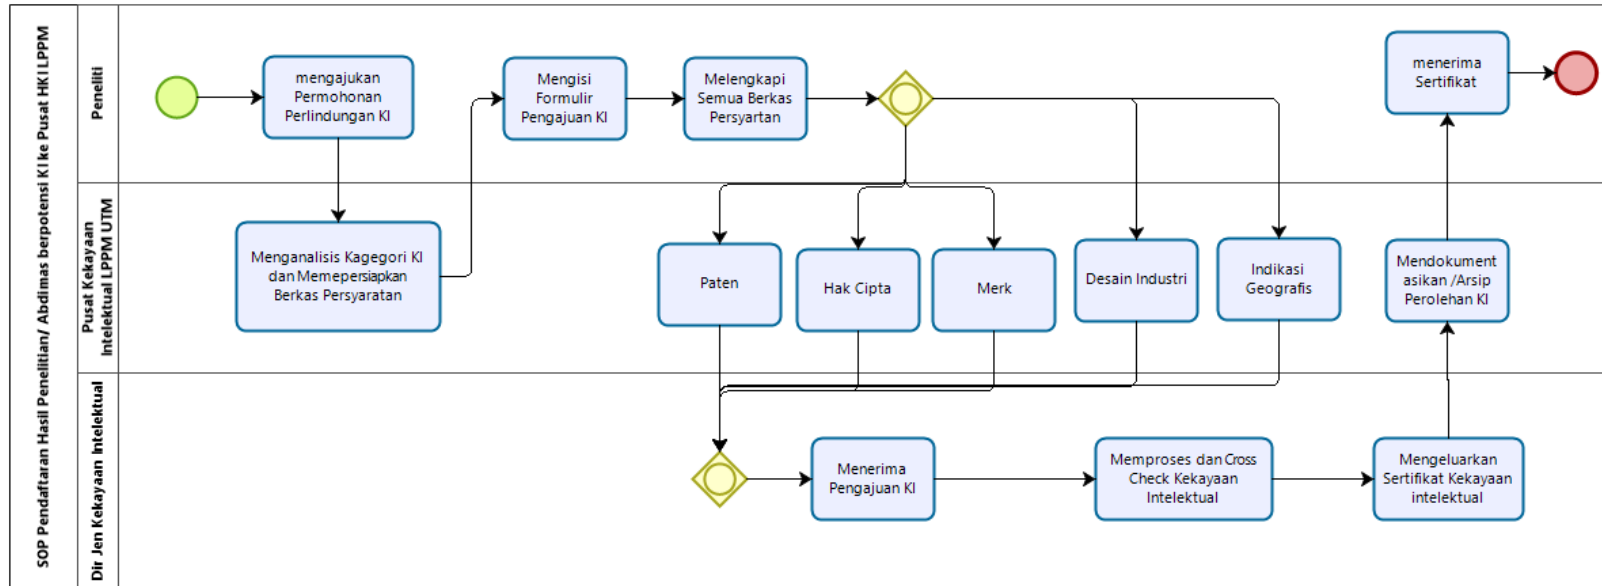 SOP Pendaftaran Hasil Penelitian/ Abdimas berpotensi KI ke Pusat HKI LPPM
Peneliti
mengajukan
Permohonan
Perlindungan KI
Mengisi
Formulir
Pengajuan KI
Melengkapi
Semua Berkas
Persyartan
menerima
Sertifikat
Pusat Kekayaan
Intelektual LPPM UTM
Menganalisis Kagegori KI
dan Memepersiapkan
Berkas Persyaratan
Paten
Hak Cipta
Merk
Desain Industri
Indikasi
Geografis
Mendokument
asikan /Arsip
Perolehan KI
Dir Jen Kekayaan Intelektual
Menerima
Pengajuan KI
Memproses dan Cross
Check Kekayaan
Intelektual
Mengeluarkan
Sertifikat Kekayaan
intelektual